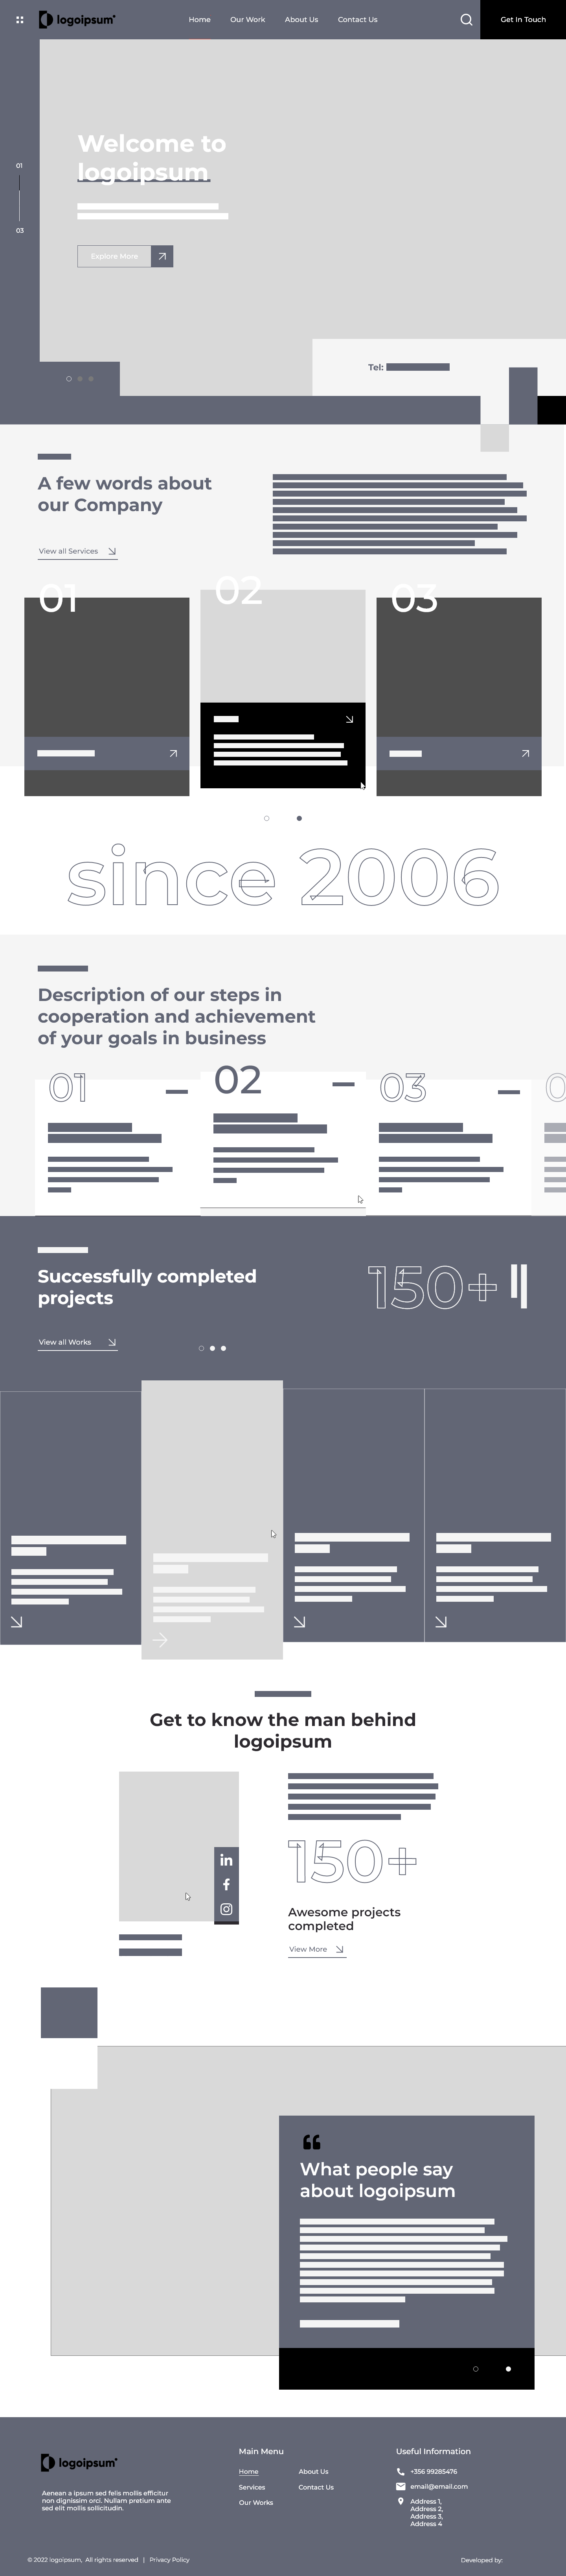 logoipsum
Home Our Work About Us Contact Us
Get In Touch
01
03
Welcome to
logoipsum
Explore More
Tel:
A few words about
our Company
View all Services
01
02
03
since 2006
Description of our steps in
cooperation and achievement
of your goals in business
01
02
03
0
Successfully completed
projects
150+
View all Works
Get to know the man behind
logoipsum
in
150+
Awesome projects
completed
View More
“
What people say
about logoipsum
logoipsum
Aenean a ipsum sed felis mollis efficitur
non dignissim orci. Nullam pretium ante
sed elit mollis sollicitudin.
Main Menu
Home About Us
Services Contact Us
Our Works
Useful Information
+356 99285476
email@email.com
Address 1,
Address 2,
Address 3,
Address 4
© 2022 logoipsum, All rights reserved | Privacy Policy
Developed by: